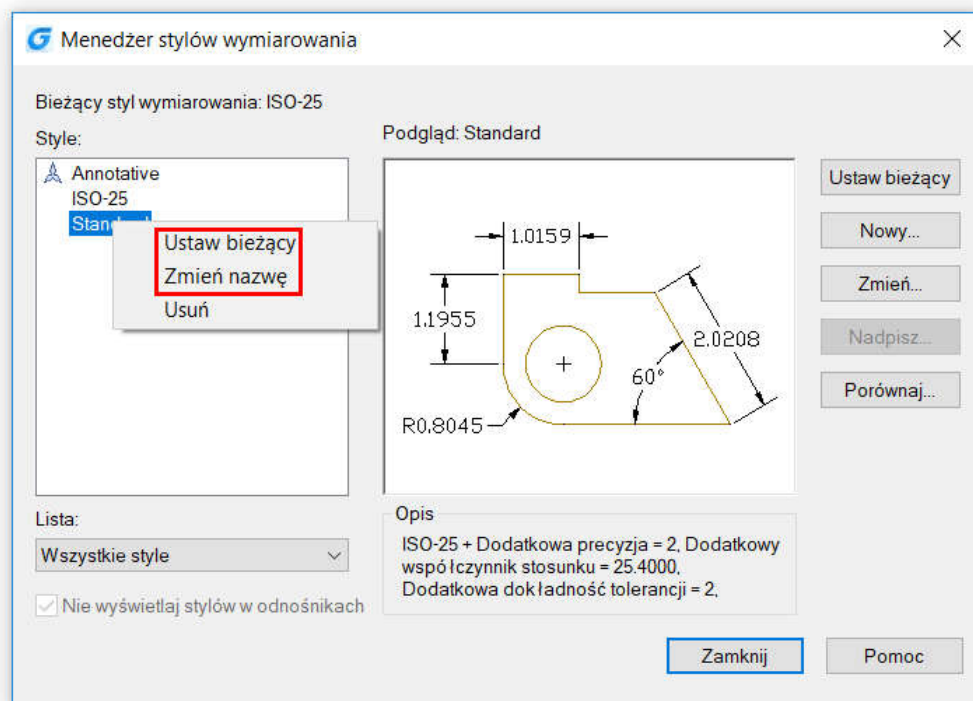 Menedżer stylów wymiarowania
Bieżący styl wymiarowania: ISO-25
Style:
Annotative
ISO-25
Ustaw bieżący
Zmień nazwę
Usuń
Podgląd: Standard
1.0159
1.1955
2.0208
60°
R0.8045
Ustaw bieżący
Nowy...
Zmień...
Nadpisz...
Porównaj...
Lista:
Wszystkie style
Nie wyświetlaj stylów w odnośnikach
Opis
ISO-25 + Dodatkowa precyzja = 2, Dodatkowy
współczynnik stosunku = 25.4000,
Dodatkowa dokładność tolerancji = 2,
Zamknij
Pomoc